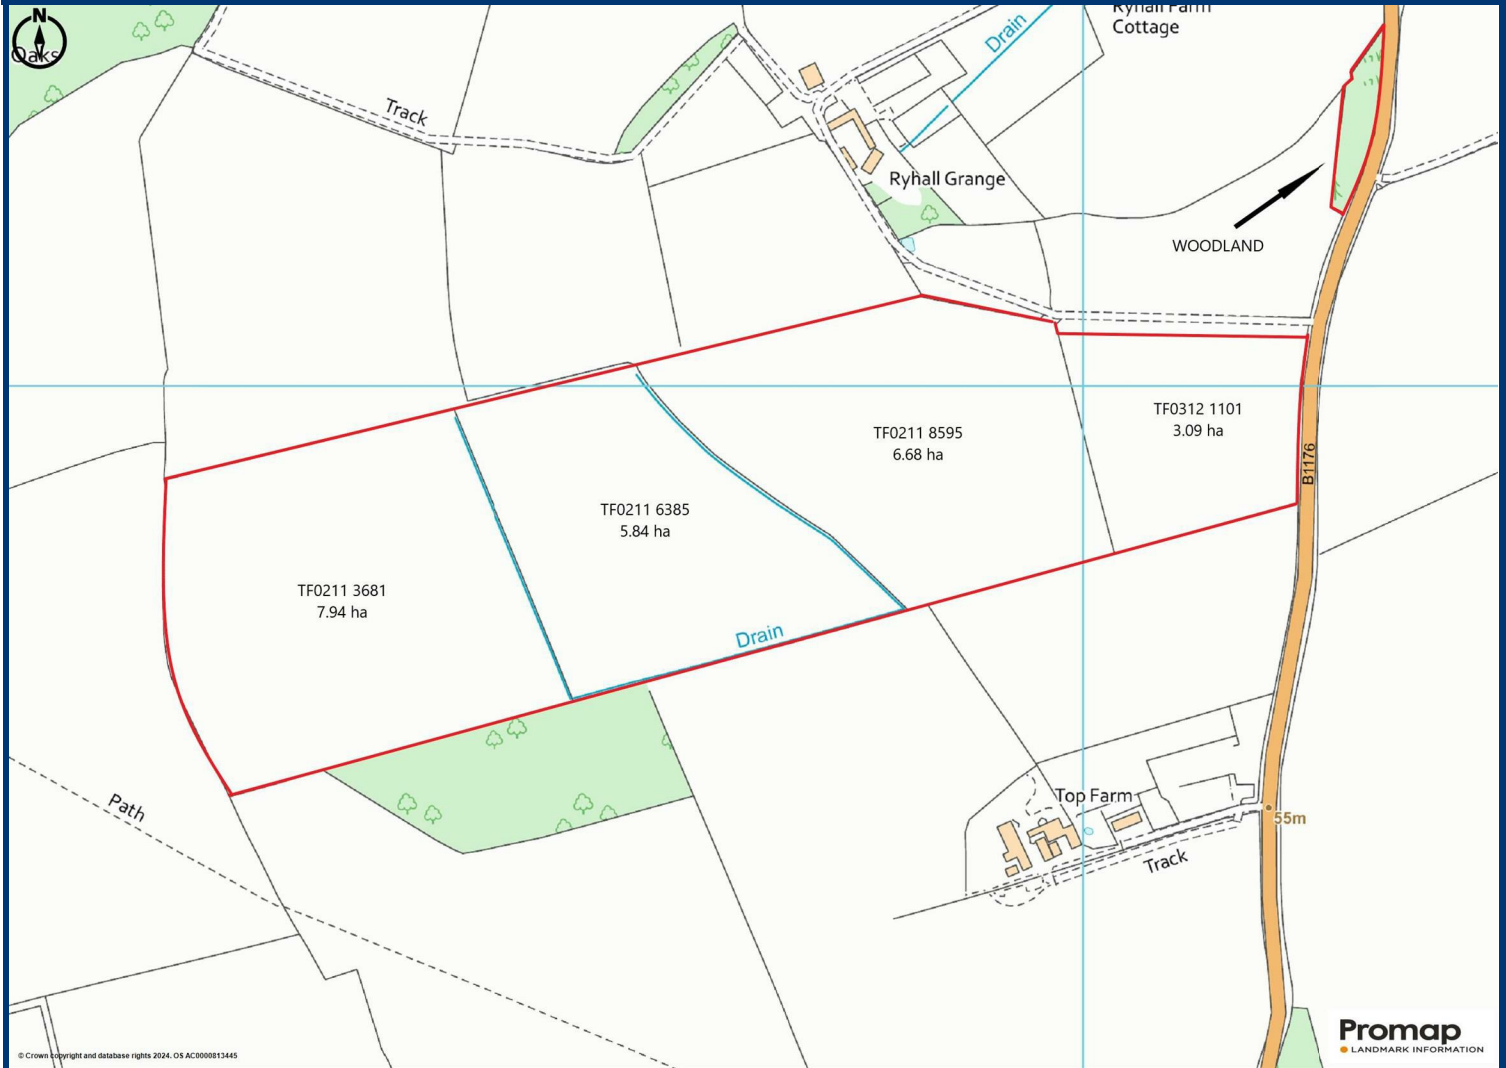 N
Oaks
Track
Drain
Ryhall Farm
Cottage
Ryhall Grange
WOODLAND
TF0312 1101
3.09 ha
TF0211 8595
6.68 ha
B1176
TF0211 6385
5.84 ha
TF0211 3681
7.94 ha
Drain
Path
Top Farm
55m
Track
Promap
LANDMARK INFORMATION
© Crown copyright and database rights 2024. OS AC0000813445